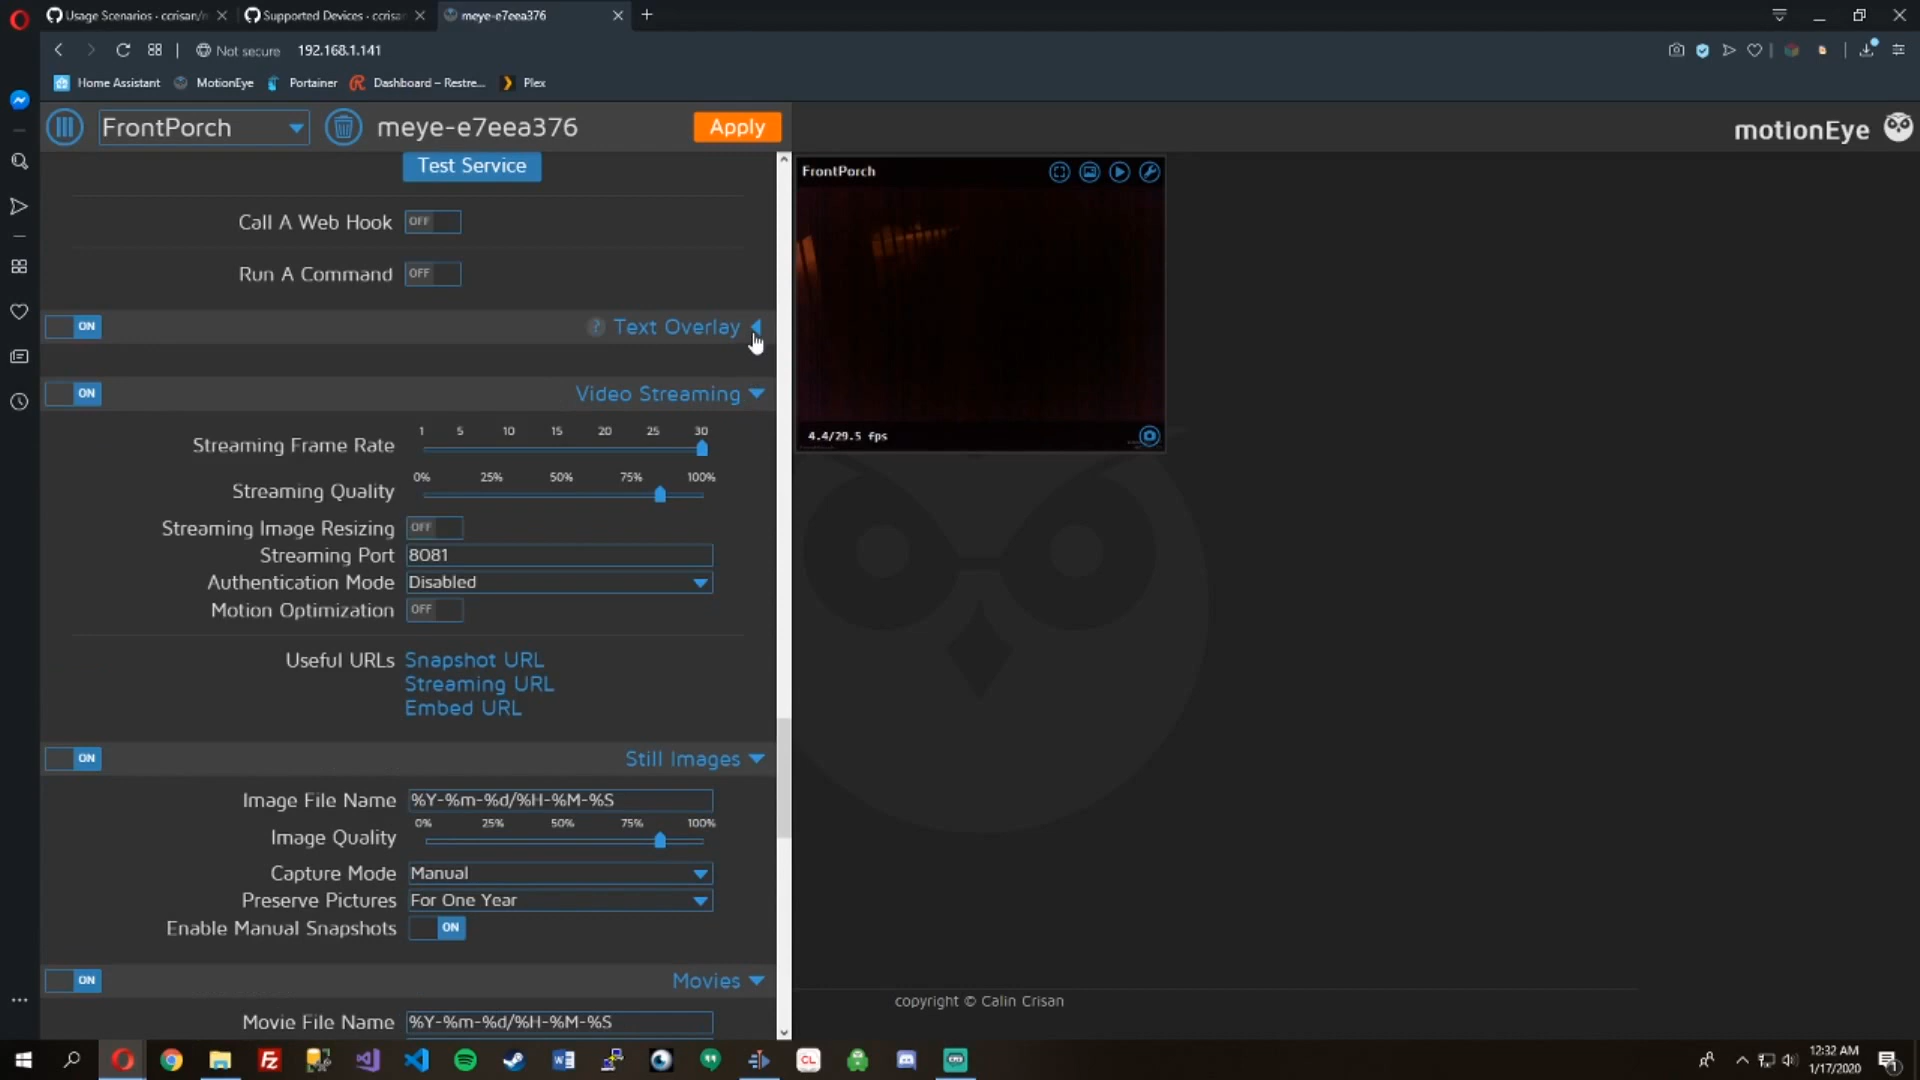 Usage Scenarios · ccrisan/m
Supported Devices · ccrisan
meye-e7eea376
Not secure
192.168.1.141
Home Assistant
MotionEye
Portainer
Dashboard – Restre...
Plex
FrontPorch
meye-e7eea376
Apply
motionEye
Test Service
FrontPorch
Call A Web Hook OFF
Run A Command OFF
ON ? Text Overlay
ON Video Streaming
4.4/29.5 fps
1 5 10 15 20 25 30
Streaming Frame Rate
0% 25% 50% 75% 100%
Streaming Quality
Streaming Image Resizing OFF
Streaming Port 8081
Authentication Mode Disabled
Motion Optimization OFF
Useful URLs Snapshot URL
Streaming URL
Embed URL
ON Still Images
Image File Name %Y-%m-%d/%H-%M-%S
0% 25% 50% 75% 100%
Image Quality
Capture Mode Manual
Preserve Pictures For One Year
Enable Manual Snapshots ON
ON Movies
copyright © Calin Crisan
Movie File Name %Y-%m-%d/%H-%M-%S
CL
12:32 AM
1/17/2020
1